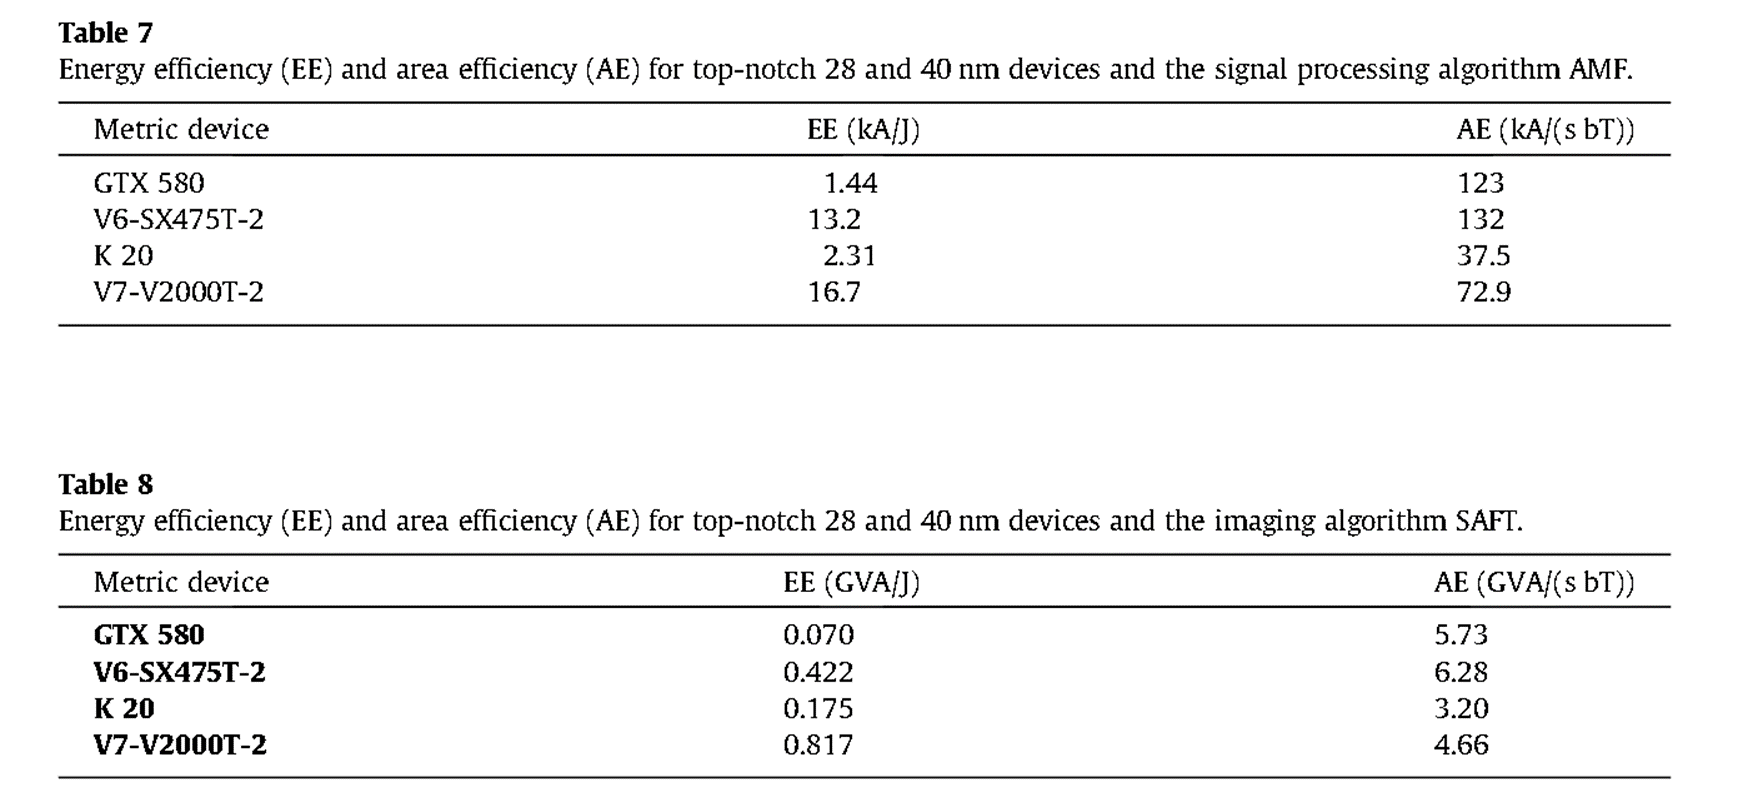 Table 7
Energy efficiency (EE) and area efficiency (AE) for top-notch 28 and 40 nm devices and the signal processing algorithm AMF.
Metric device EE (kA/J) AE (kA/(s bT))
GTX 580 1.44 123
V6-SX475T-2 13.2 132
K 20 2.31 37.5
V7-V2000T-2 16.7 72.9
Table 8
Energy efficiency (EE) and area efficiency (AE) for top-notch 28 and 40 nm devices and the imaging algorithm SAFT.
Metric device EE (GVA/J) AE (GVA/(s bT))
GTX 580 0.070 5.73
V6-SX475T-2 0.422 6.28
K 20 0.175 3.20
V7-V2000T-2 0.817 4.66